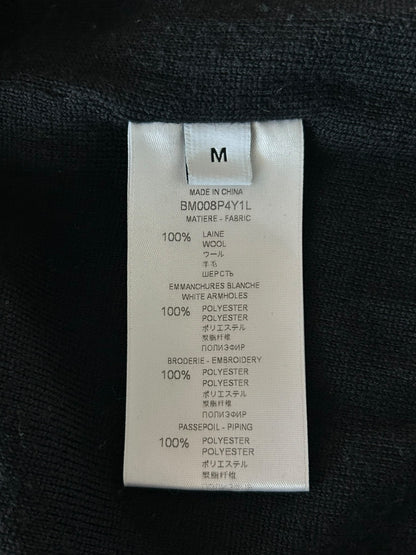 M
MADE IN CHINA
BM008P4Y1L
MATIERE - FABRIC
100% LAINE
WOOL
ウール
羊毛
ШЕРСТЬ
EMMANCHURES BLANCHE
WHITE ARMHOLES
100% POLYESTER
POLYESTER
ポリエステル
聚酯纤维
ПОЛИЭФИР
BRODERIE - EMBROIDERY
100% POLYESTER
POLYESTER
ポリエステル
聚酯纤维
ПОЛИЭФИР
PASSEPOIL - PIPING
100% POLYESTER
POLYESTER
ポリエステル
聚酯纤维
ПОЛИЭФИР